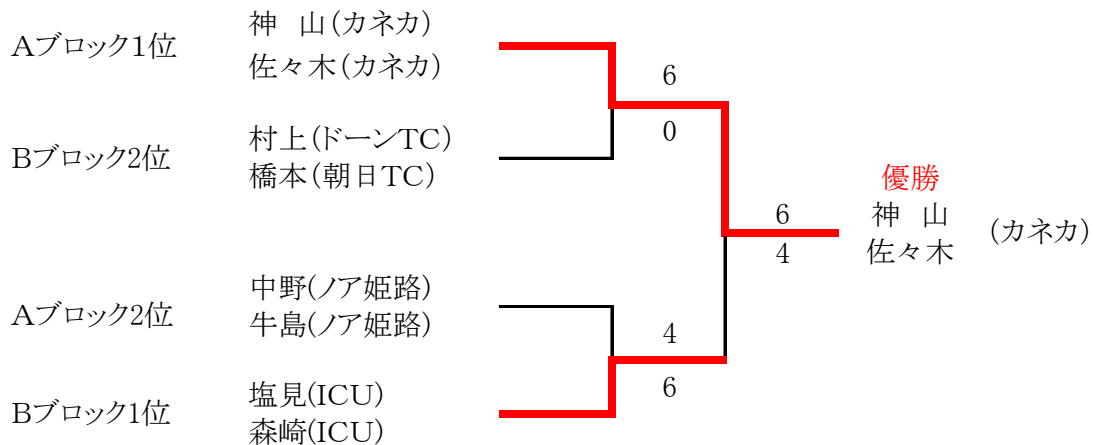 Aブロック1位
神　山(カネカ)
佐々木(カネカ)
6
0
Bブロック2位
村上(ドーンTC)
橋本(朝日TC)
優勝
6
神　山
(カネカ)
4
佐々木
Aブロック2位
中野(ノア姫路)
牛島(ノア姫路)
4
6
Bブロック1位
塩見(ICU)
森崎(ICU)